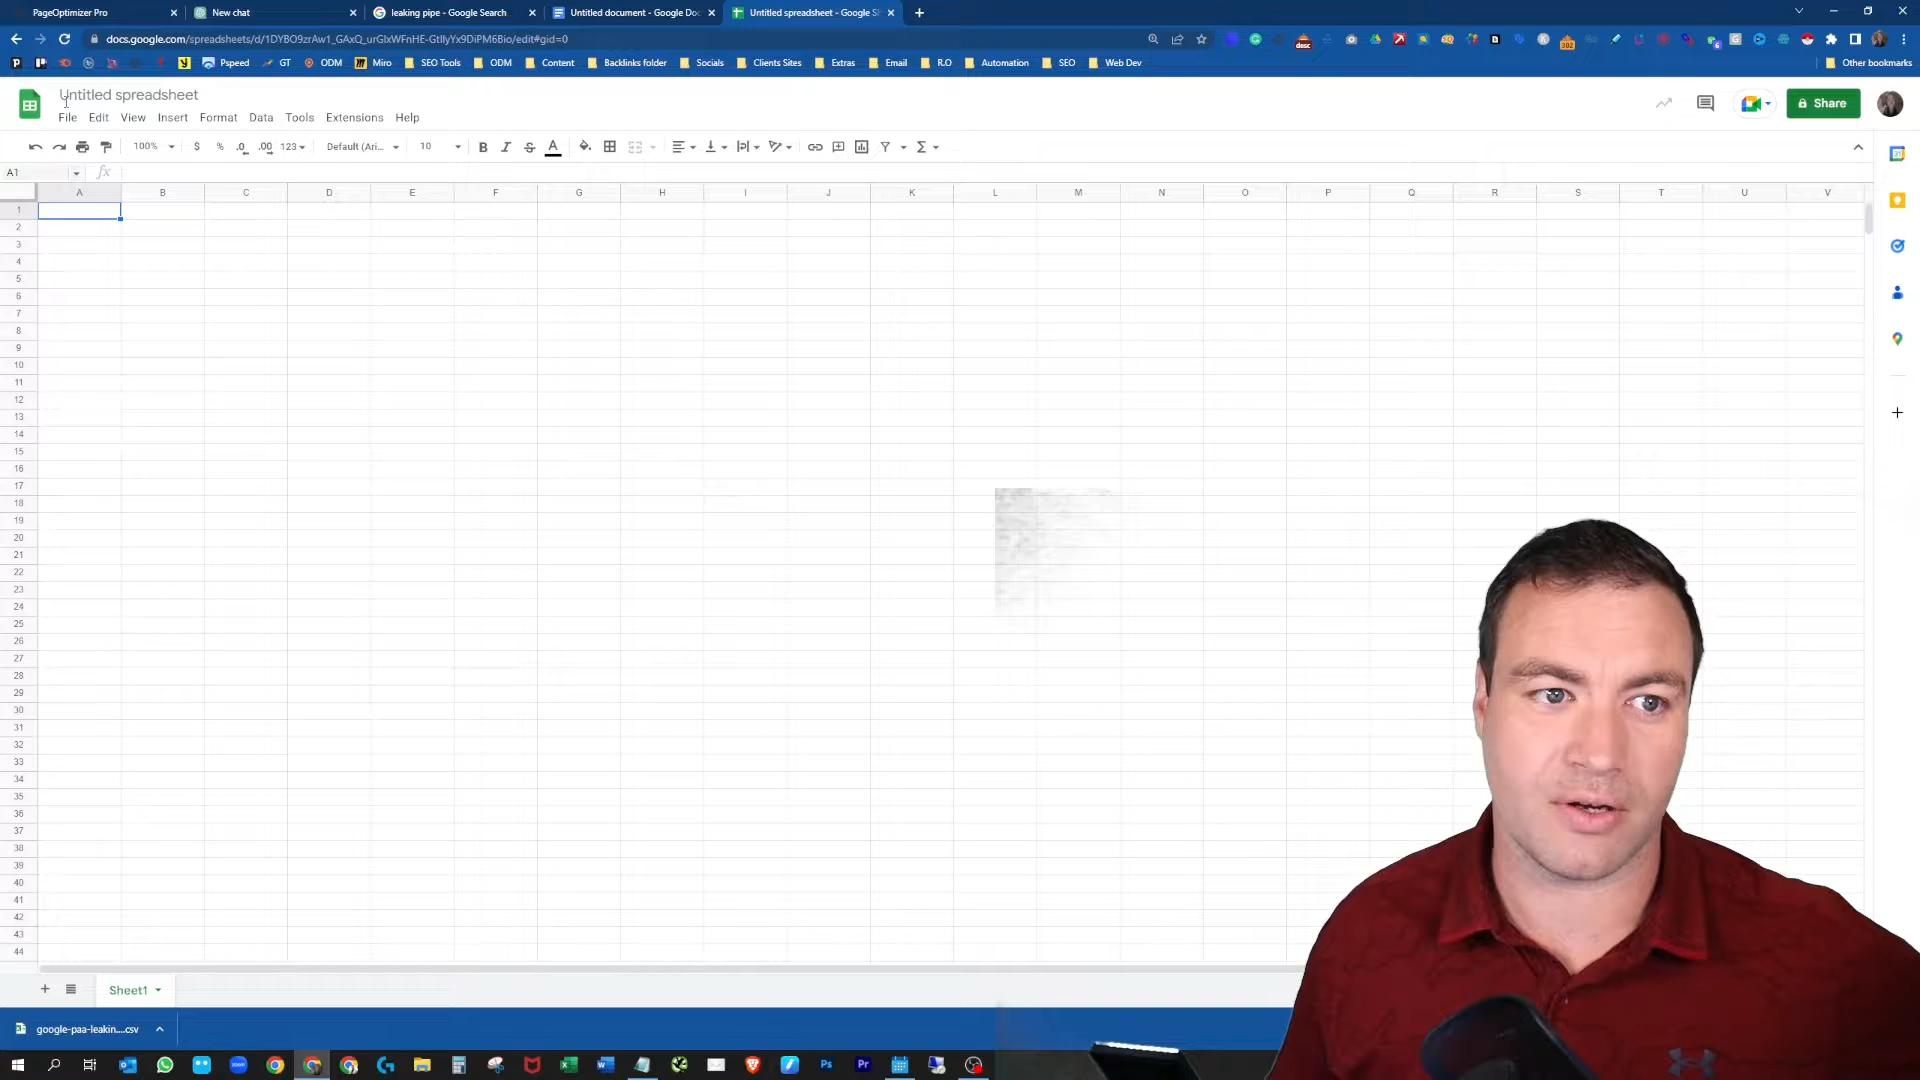 PageOptimizer Pro
New chat
leaking pipe - Google Search
Untitled document - Google Doc
Untitled spreadsheet - Google S
docs.google.com/spreadsheets/d/1DYBO9zrAw1_GAxQ_urGlxWFnHE-GtIlyYx9DiPM6Bio/edit#gid=0
Pspeed
GT
ODM
Miro
SEO Tools
ODM
Content
Backlinks folder
Socials
Clients Sites
Extras
Email
R.O
Automation
SEO
Web Dev
Other bookmarks
Untitled spreadsheet
File Edit View Insert Format Data Tools Extensions Help
Share
100% $ % .0 .00 123 Default (Ari... 10 B I S A
A1 fx
A B C D E F G H I J K L M N O P Q R S T U V
1
2
3
4
5
6
7
8
9
10
11
12
13
14
15
16
17
18
19
20
21
22
23
24
25
26
27
28
29
30
31
32
33
34
35
36
37
38
39
40
41
42
43
44
Sheet1
google-paa-leakin....csv